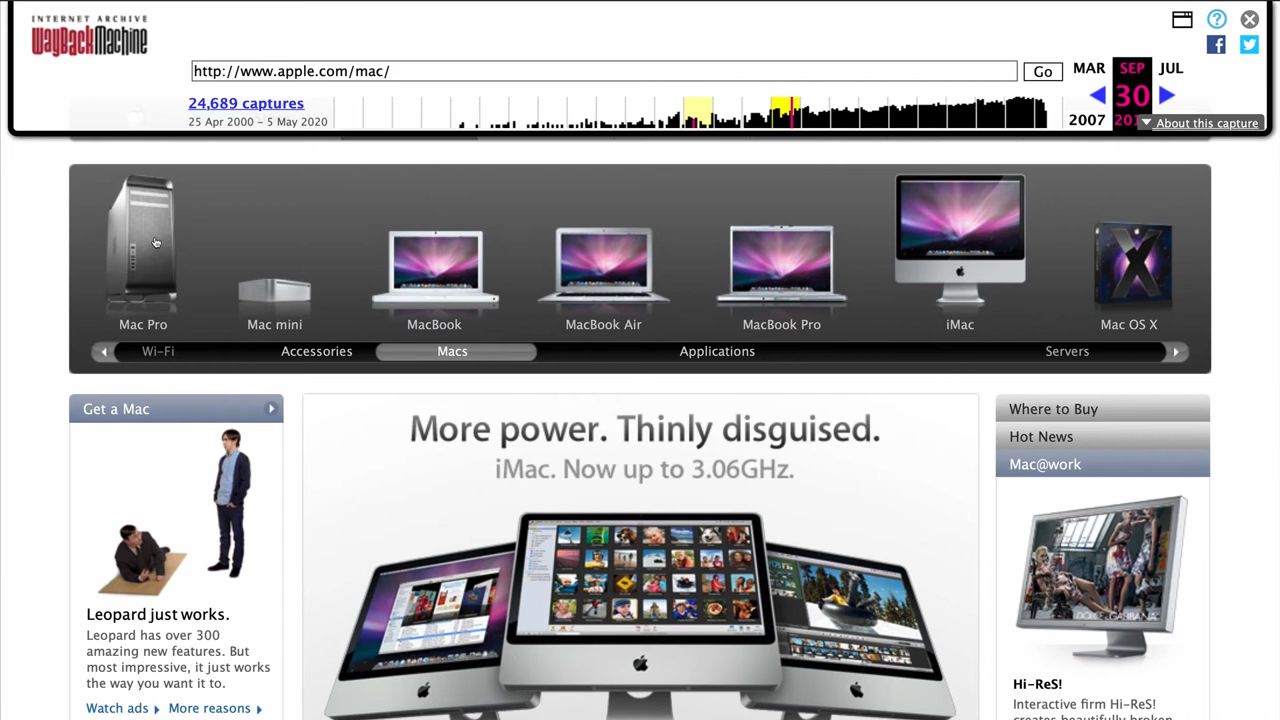 INTERNET ARCHIVE
WayBackMachine
http://www.apple.com/mac/
Go
MAR SEP JUL
24,689 captures
30
25 Apr 2000 – 5 May 2020
2007
About this capture
Mac Pro
Mac mini
MacBook
MacBook Air
MacBook Pro
iMac
Mac OS X
Wi-Fi
Accessories
Macs
Applications
Servers
Get a Mac
Leopard just works.
Leopard has over 300
amazing new features. But
most impressive, it just works
the way you want it to.
Watch ads
More reasons
More power. Thinly disguised.
iMac. Now up to 3.06GHz.
Where to Buy
Hot News
Mac@work
DOLCE&GABBANA
Hi-ReS!
Interactive firm Hi-ReS!
creates beautifully broken